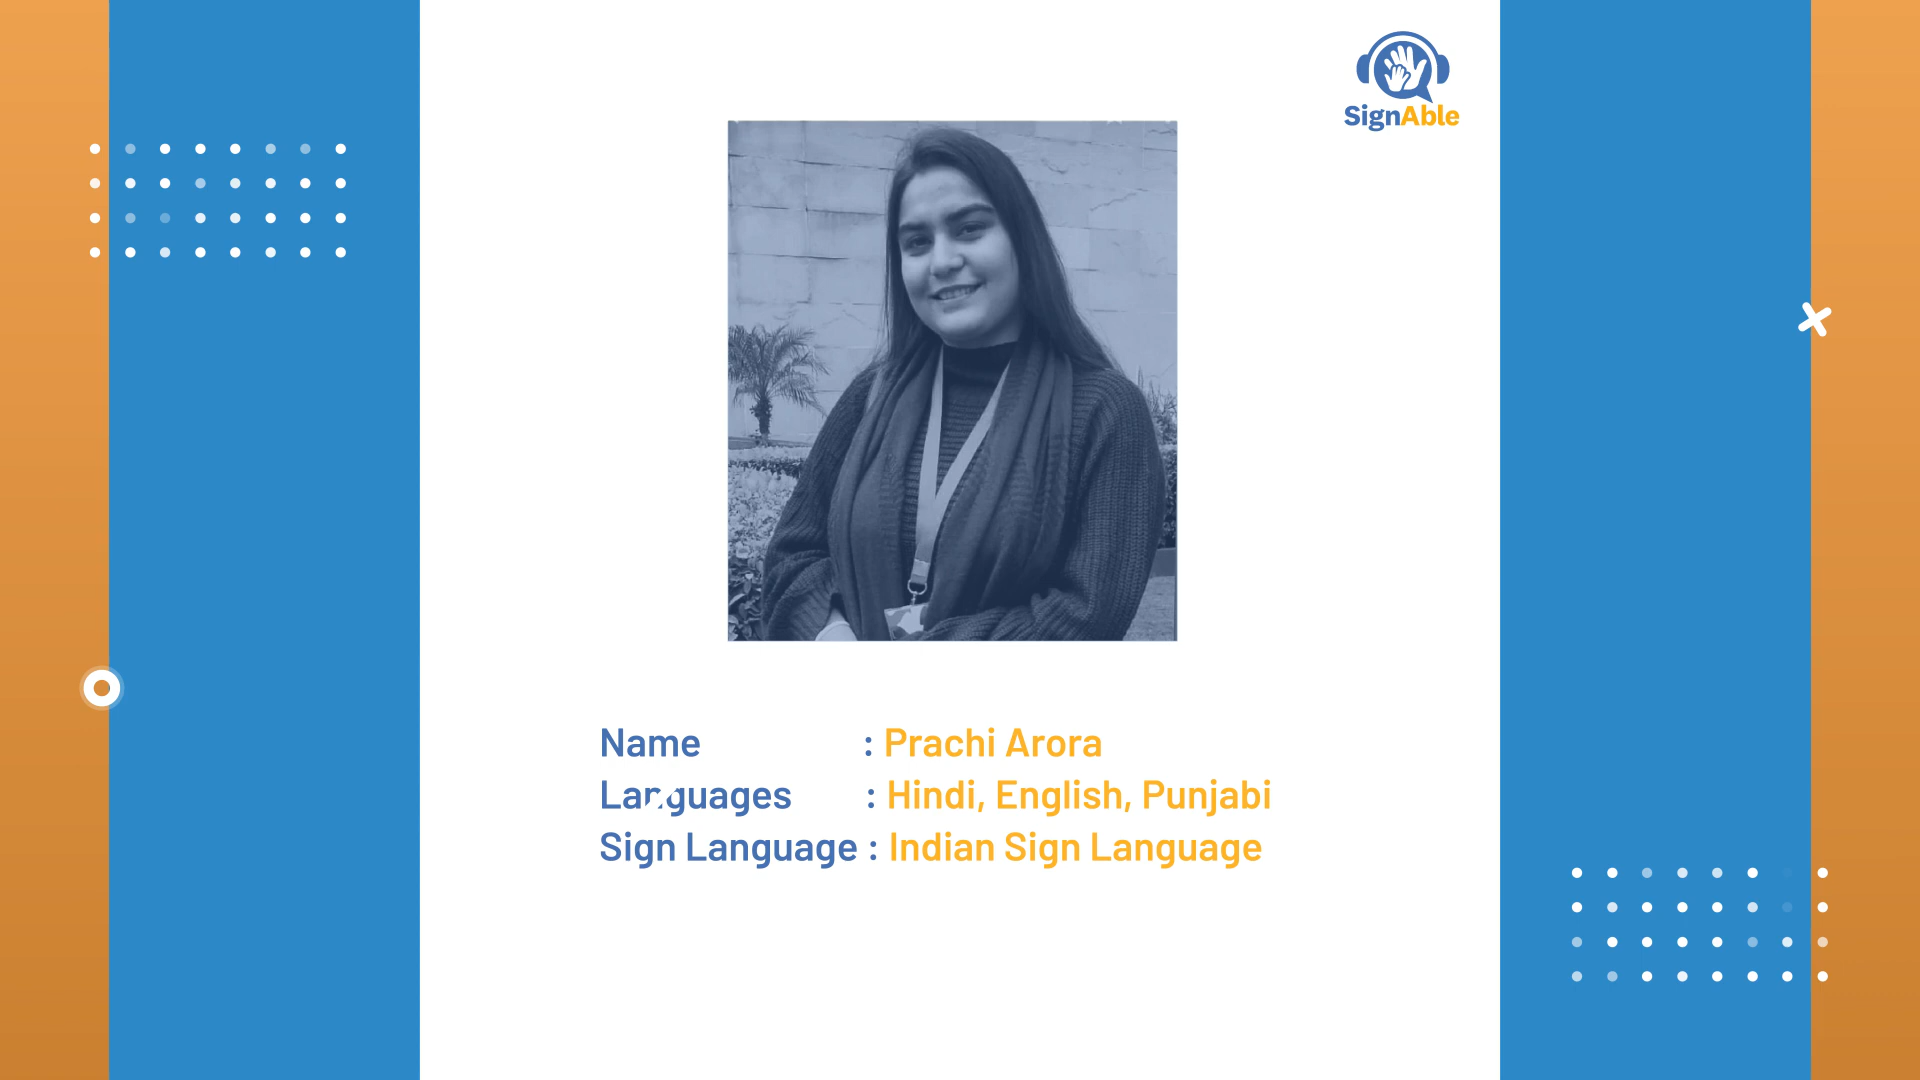 SignAble
Name : Prachi Arora
Languages : Hindi, English, Punjabi
Sign Language : Indian Sign Language